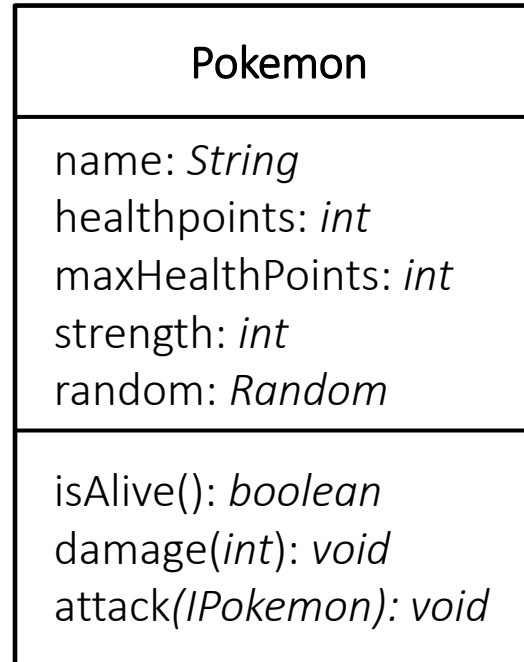 Pokemon
name: String
healthpoints: int
maxHealthPoints: int
strength: int
random: Random
isAlive(): boolean
damage(int): void
attack(IPokemon): void